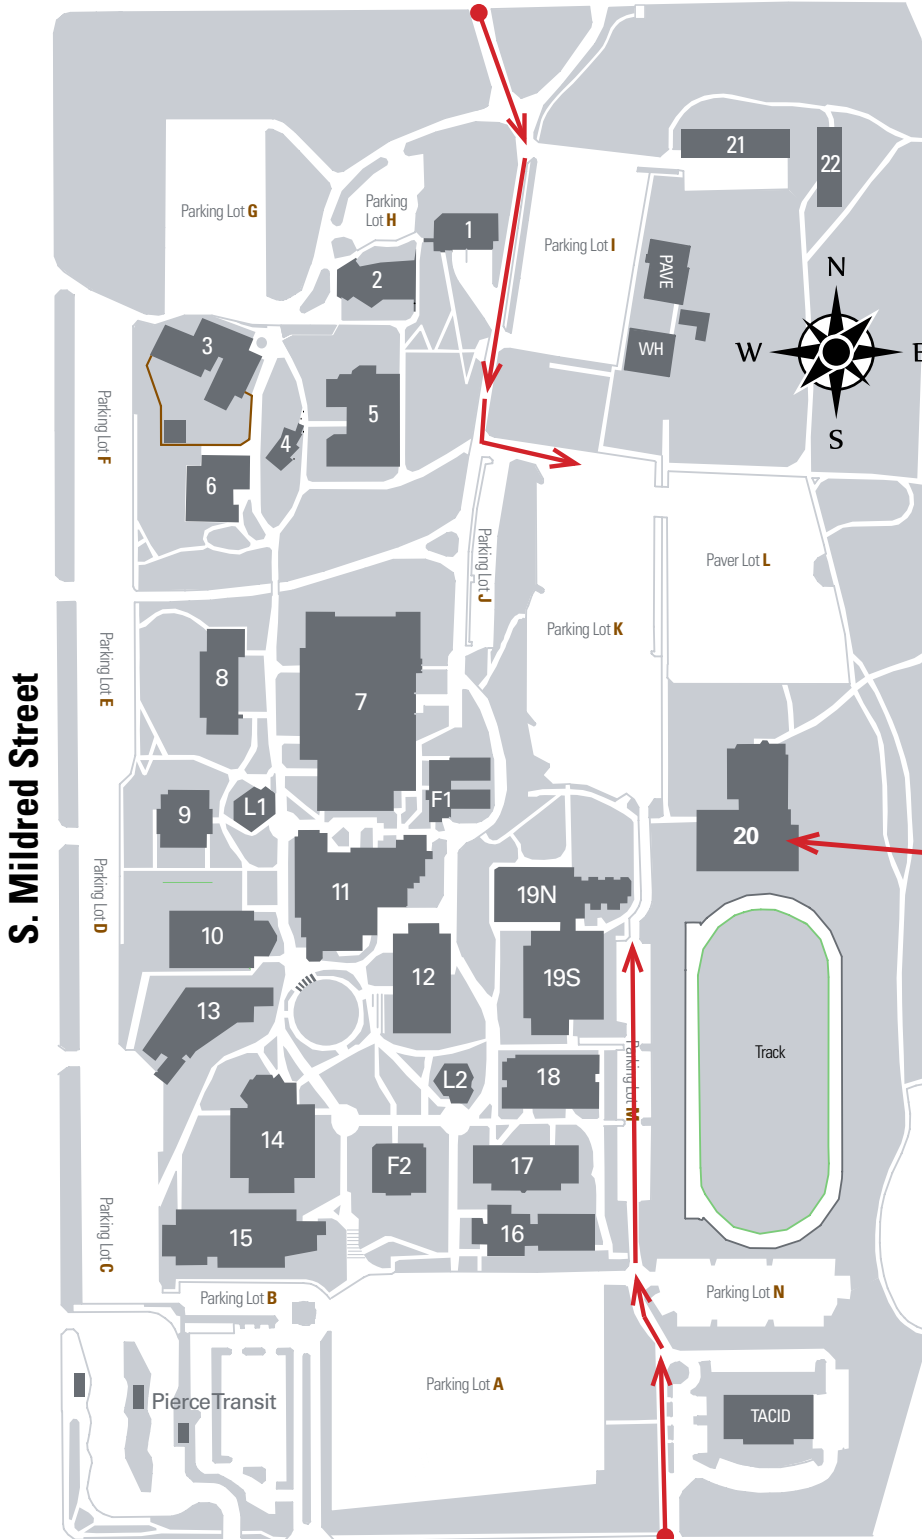 21
22
Parking Lot G
Parking
Lot H
1
Parking Lot I
PAVE
2
N
3
WH
W
E
S
Parking Lot F
5
4
6
Parking Lot J
Paver Lot L
Parking Lot K
Parking Lot E
8
7
S. Mildred Street
9
L1
F1
20
Parking Lot D
11
19N
10
12
19S
13
Parking Lot M
Track
L2
18
14
F2
17
Parking Lot C
15
16
Parking Lot B
Parking Lot N
Parking Lot A
PierceTransit
TACID